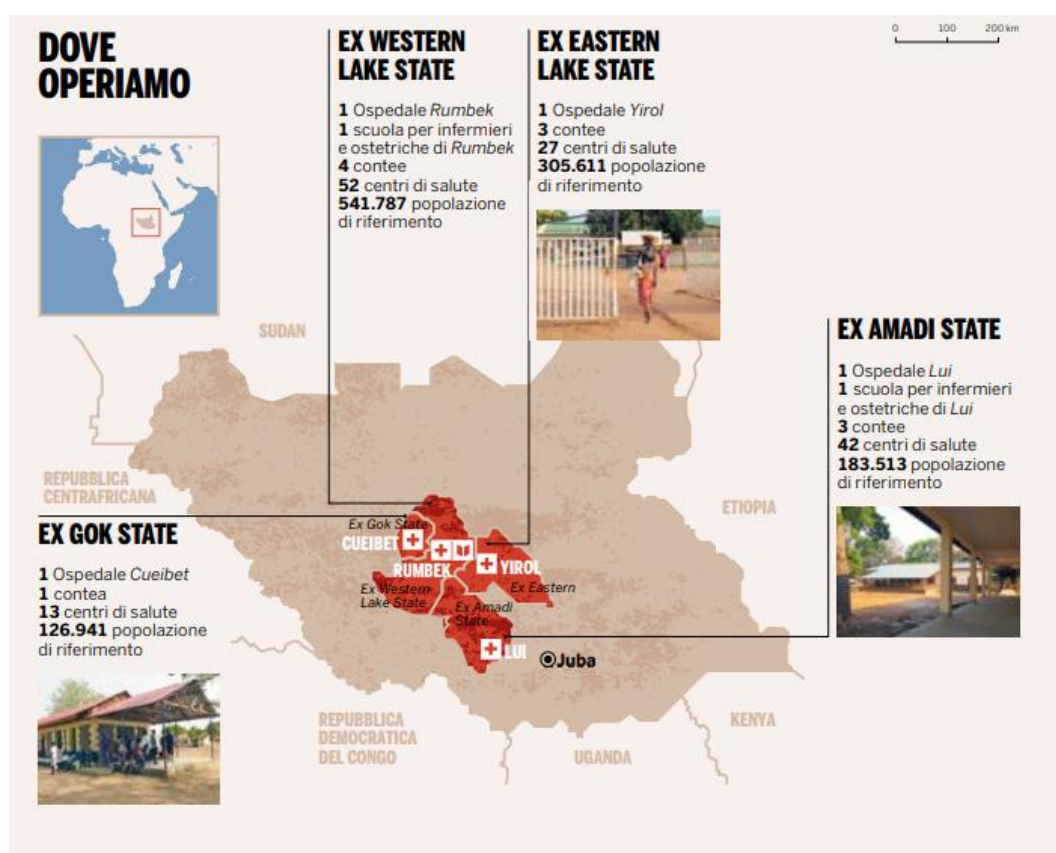 DOVE
OPERIAMO
EX WESTERN
LAKE STATE
1 Ospedale Rumbek
1 scuola per infermieri
e ostetriche di Rumbek
4 contee
52 centri di salute
541.787 popolazione
di riferimento
EX EASTERN
LAKE STATE
1 Ospedale Yirol
3 contee
27 centri di salute
305.611 popolazione
di riferimento
0 100 200 km
EX AMADI STATE
1 Ospedale Lui
1 scuola per infermieri
e ostetriche di Lui
3 contee
42 centri di salute
183.513 popolazione
di riferimento
EX GOK STATE
1 Ospedale Cueibet
1 contea
13 centri di salute
126.941 popolazione
di riferimento
SUDAN
REPUBBLICA
CENTRAFRICANA
ETIOPIA
Ex Gok State
CUEIBET
RUMBEK
YIROL
Ex Western
Lake State
Ex Eastern
Ex Amadi
State
LUI
Juba
REPUBBLICA
DEMOCRATICA
DEL CONGO
UGANDA
KENYA